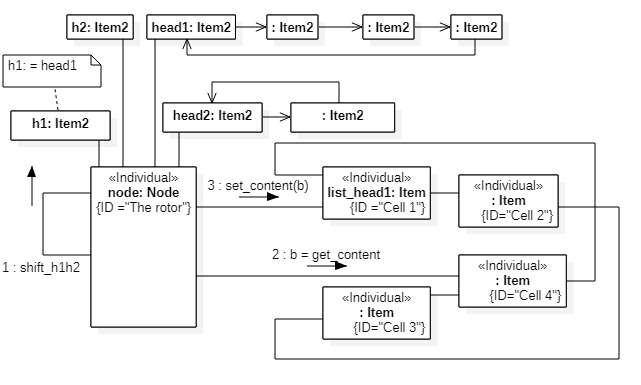 h2: Item2
head1: Item2
: Item2
: Item2
: Item2
h1: = head1
h1: Item2
head2: Item2
: Item2
«Individual»
node: Node
{ID ="The rotor"}
3 : set_content(b)
«Individual»
list_head1: Item
{ID ="Cell 1"}
«Individual»
: Item
{ID="Cell 2"}
1 : shift_h1h2
2 : b = get_content
«Individual»
: Item
{ID="Cell 4"}
«Individual»
: Item
{ID="Cell 3"}